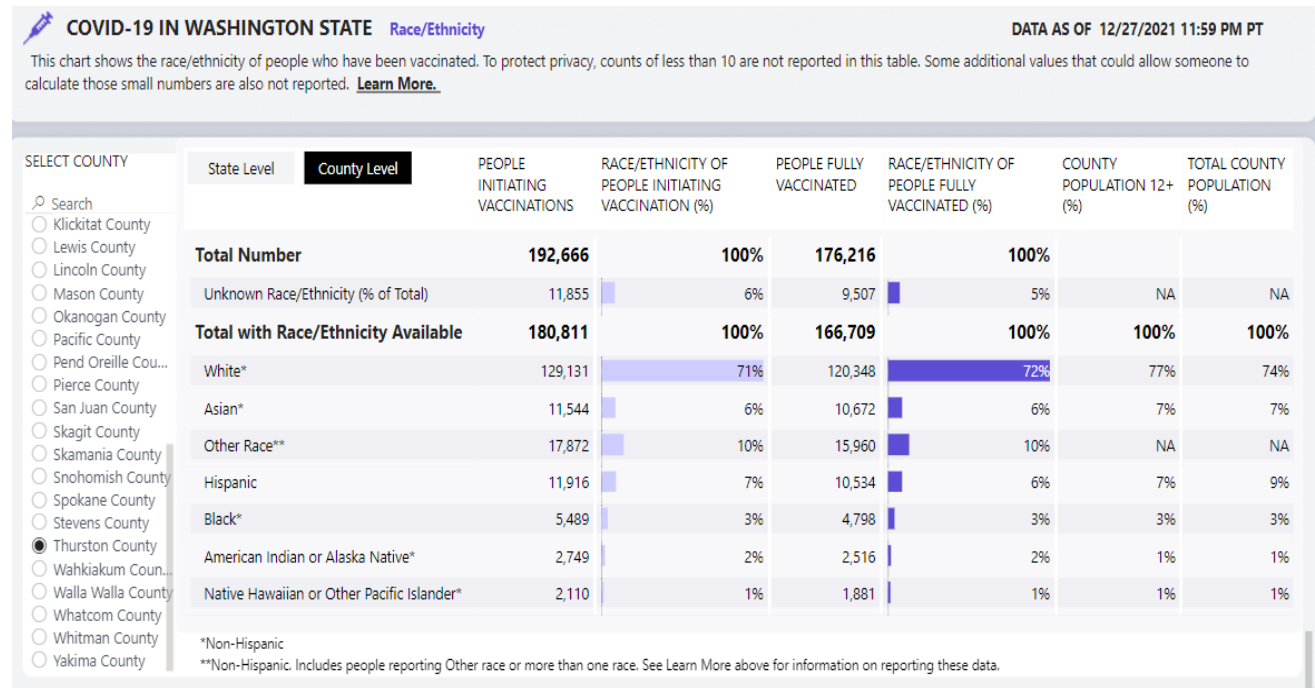 COVID-19 IN WASHINGTON STATE Race/Ethnicity DATA AS OF 12/27/2021 11:59 PM PT
This chart shows the race/ethnicity of people who have been vaccinated. To protect privacy, counts of less than 10 are not reported in this table. Some additional values that could allow someone to
calculate those small numbers are also not reported. Learn More.
SELECT COUNTY
Search
Klickitat County
Lewis County
Lincoln County
Mason County
Okanogan County
Pacific County
Pend Oreille Cou...
Pierce County
San Juan County
Skagit County
Skamania County
Snohomish County
Spokane County
Stevens County
Thurston County
Wahkiakum Coun...
Walla Walla County
Whatcom County
Whitman County
Yakima County
State Level County Level
PEOPLE
INITIATING
VACCINATIONS
RACE/ETHNICITY OF
PEOPLE INITIATING
VACCINATION (%)
PEOPLE FULLY
VACCINATED
RACE/ETHNICITY OF
PEOPLE FULLY
VACCINATED (%)
COUNTY
POPULATION 12+
(%)
TOTAL COUNTY
POPULATION
(%)
Total Number 192,666 100% 176,216 100%
Unknown Race/Ethnicity (% of Total) 11,855 6% 9,507 5% NA NA
Total with Race/Ethnicity Available 180,811 100% 166,709 100% 100% 100%
White* 129,131 71% 120,348 72% 77% 74%
Asian* 11,544 6% 10,672 6% 7% 7%
Other Race** 17,872 10% 15,960 10% NA NA
Hispanic 11,916 7% 10,534 6% 7% 9%
Black* 5,489 3% 4,798 3% 3% 3%
American Indian or Alaska Native* 2,749 2% 2,516 2% 1% 1%
Native Hawaiian or Other Pacific Islander* 2,110 1% 1,881 1% 1% 1%
*Non-Hispanic
**Non-Hispanic. Includes people reporting Other race or more than one race. See Learn More above for information on reporting these data.